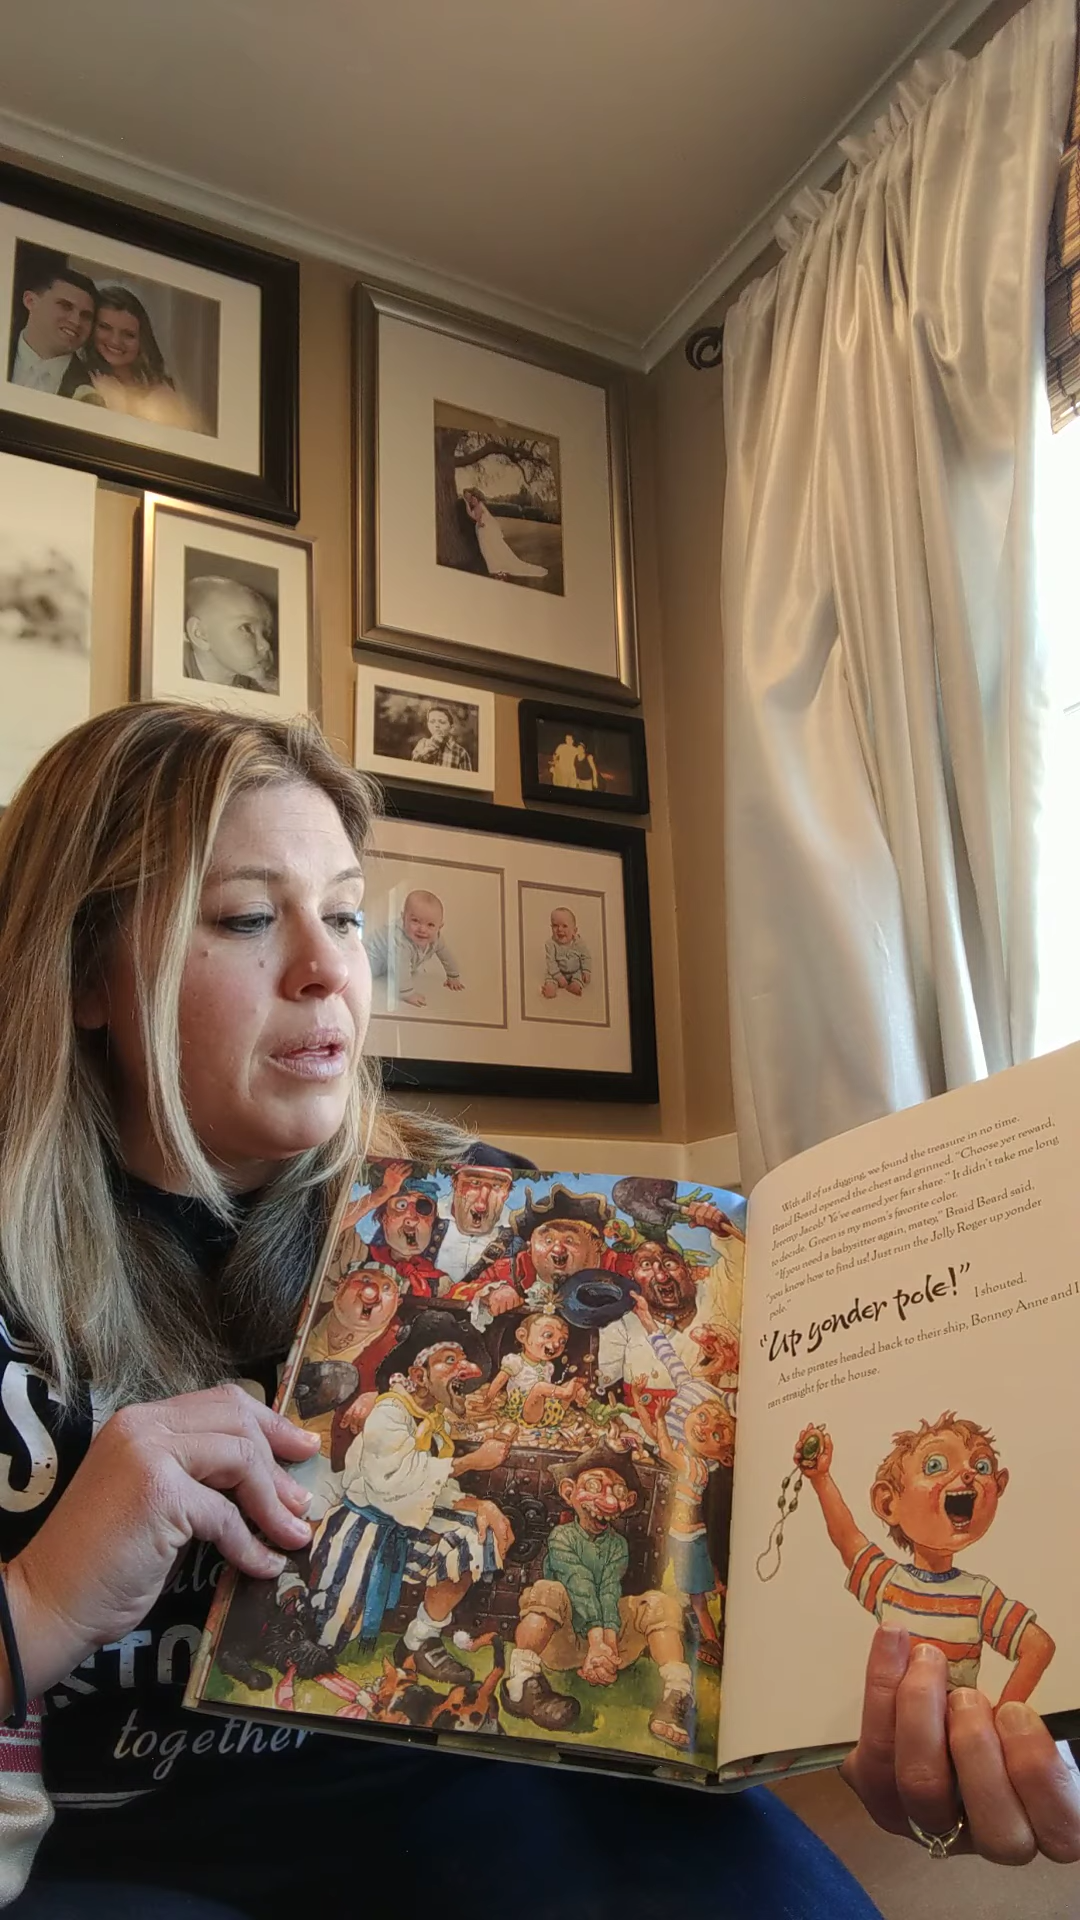 With all of us digging, we found the treasure in no time.
Braid Beard opened the chest and grinned. "Choose yer reward,
Jeremy Jacob! Ye've earned yer fair share." It didn't take me long
to decide. Green is my mom's favorite color.
"If you need a babysitter again, matey," Braid Beard said,
"you know how to find us! Just run the Jolly Roger up yonder
pole."
"Up yonder pole!" I shouted.
As the pirates headed back to their ship, Bonney Anne and I
ran straight for the house.
S
together